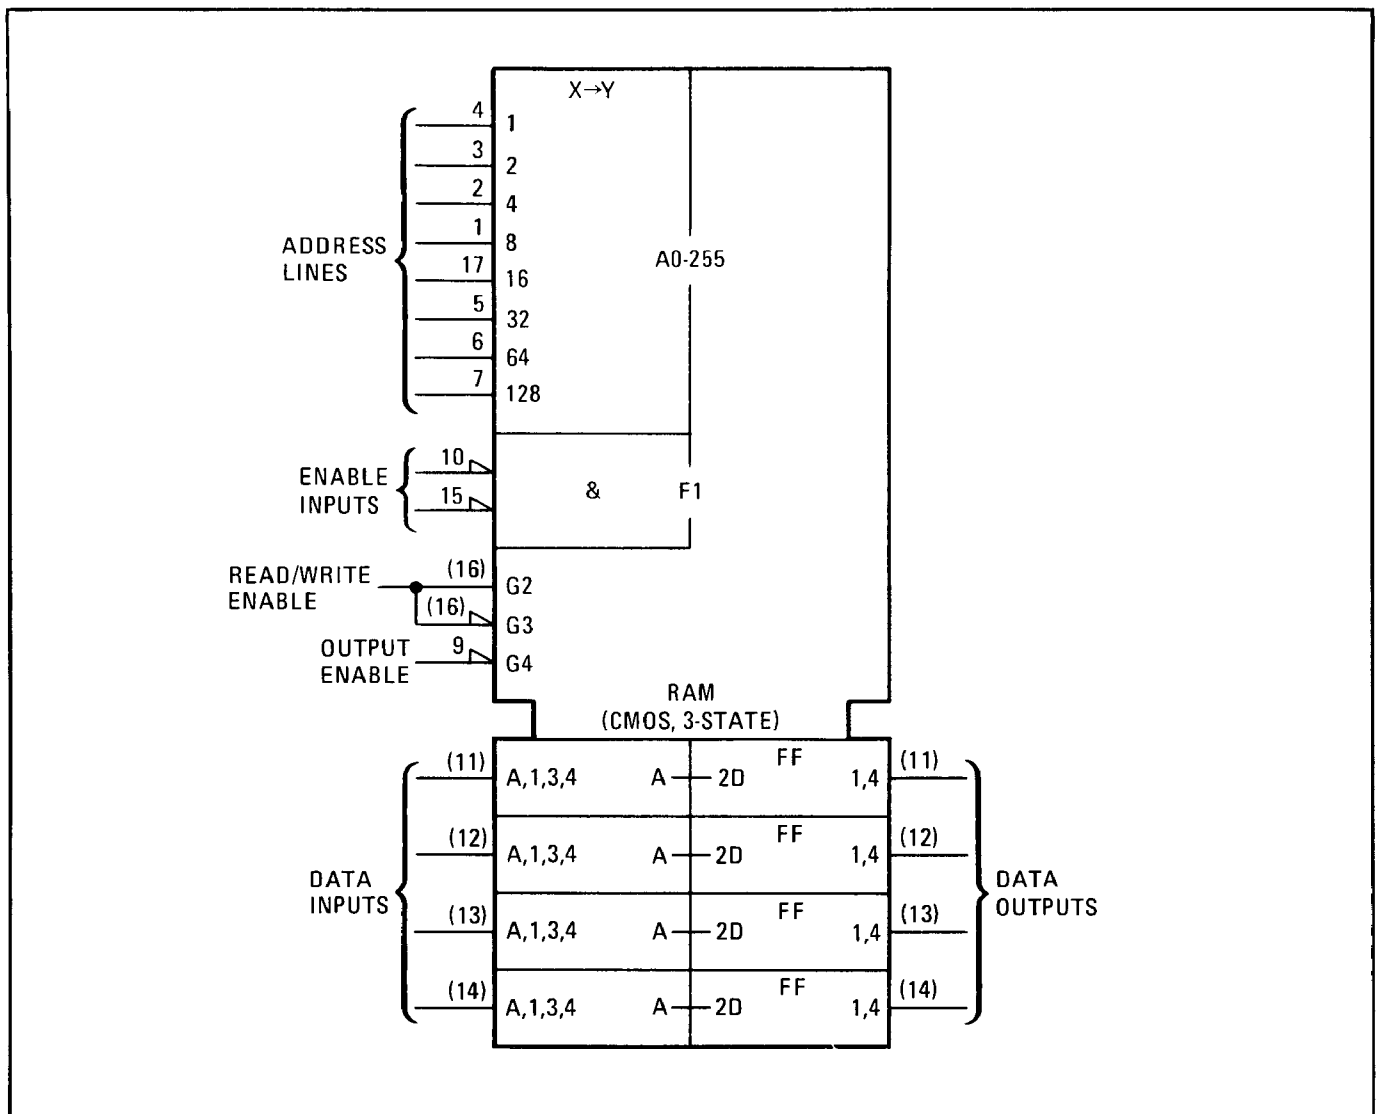 X→Y
4 1
3 2
2 4
1 8
17 16
5 32
6 64
7 128
ADDRESS
LINES
A0-255
ENABLE
INPUTS
10
15
& F1
READ/WRITE
ENABLE
(16) G2
(16) G3
OUTPUT
ENABLE
9 G4
RAM
(CMOS, 3-STATE)
DATA
INPUTS
(11) A,1,3,4 A 2D FF 1,4 (11)
(12) A,1,3,4 A 2D FF 1,4 (12)
(13) A,1,3,4 A 2D FF 1,4 (13)
(14) A,1,3,4 A 2D FF 1,4 (14)
DATA
OUTPUTS